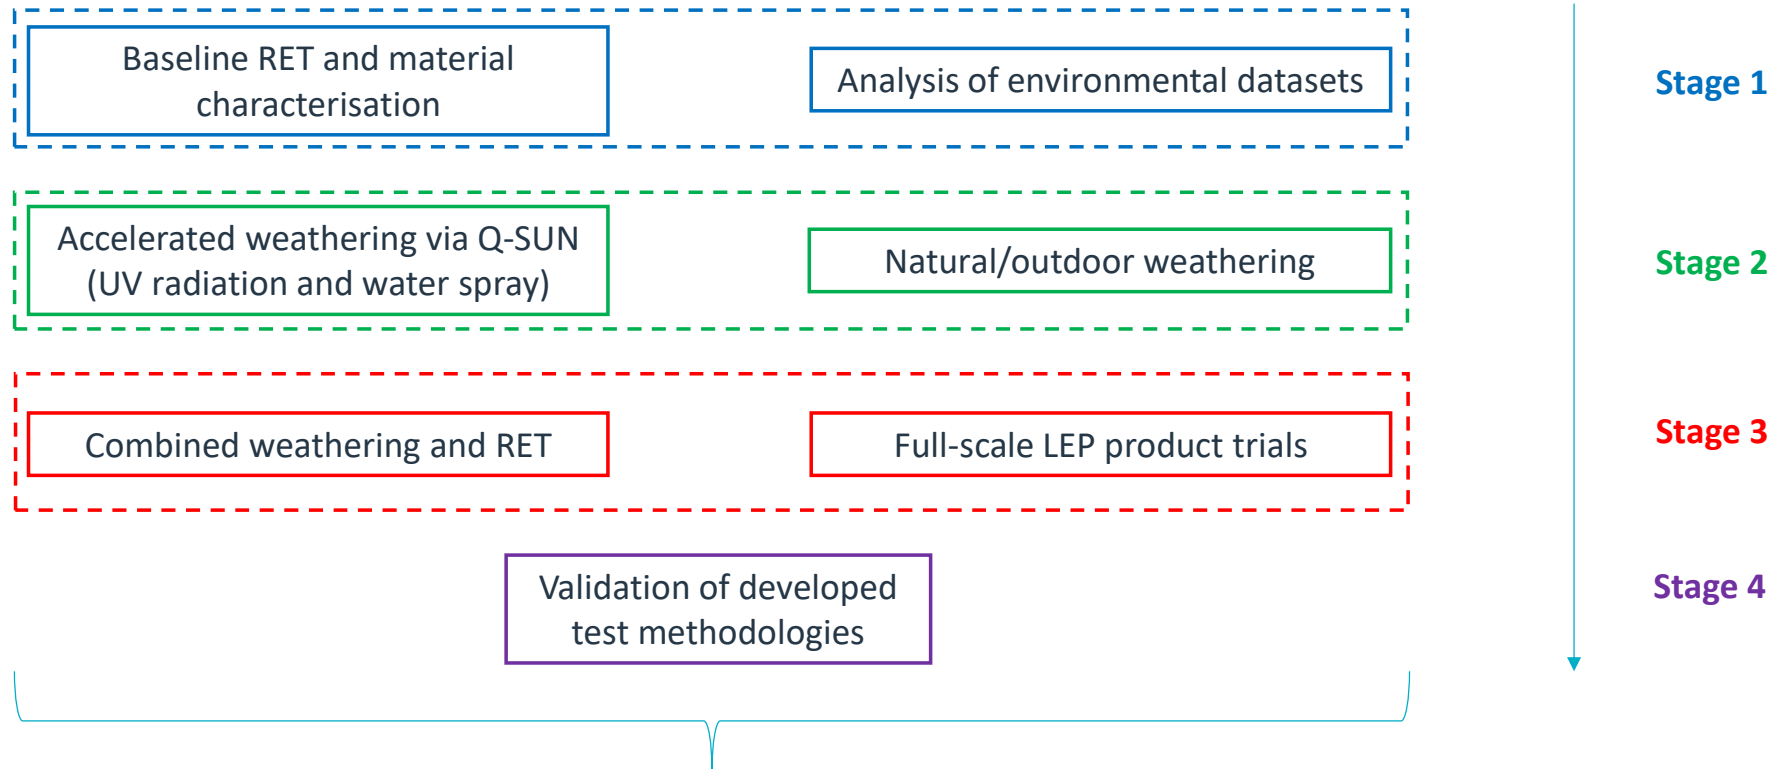 Baseline RET and material
characterisation
Analysis of environmental datasets
Stage 1
Accelerated weathering via Q-SUN
(UV radiation and water spray)
Natural/outdoor weathering
Stage 2
Combined weathering and RET
Full-scale LEP product trials
Stage 3
Validation of developed
test methodologies
Stage 4